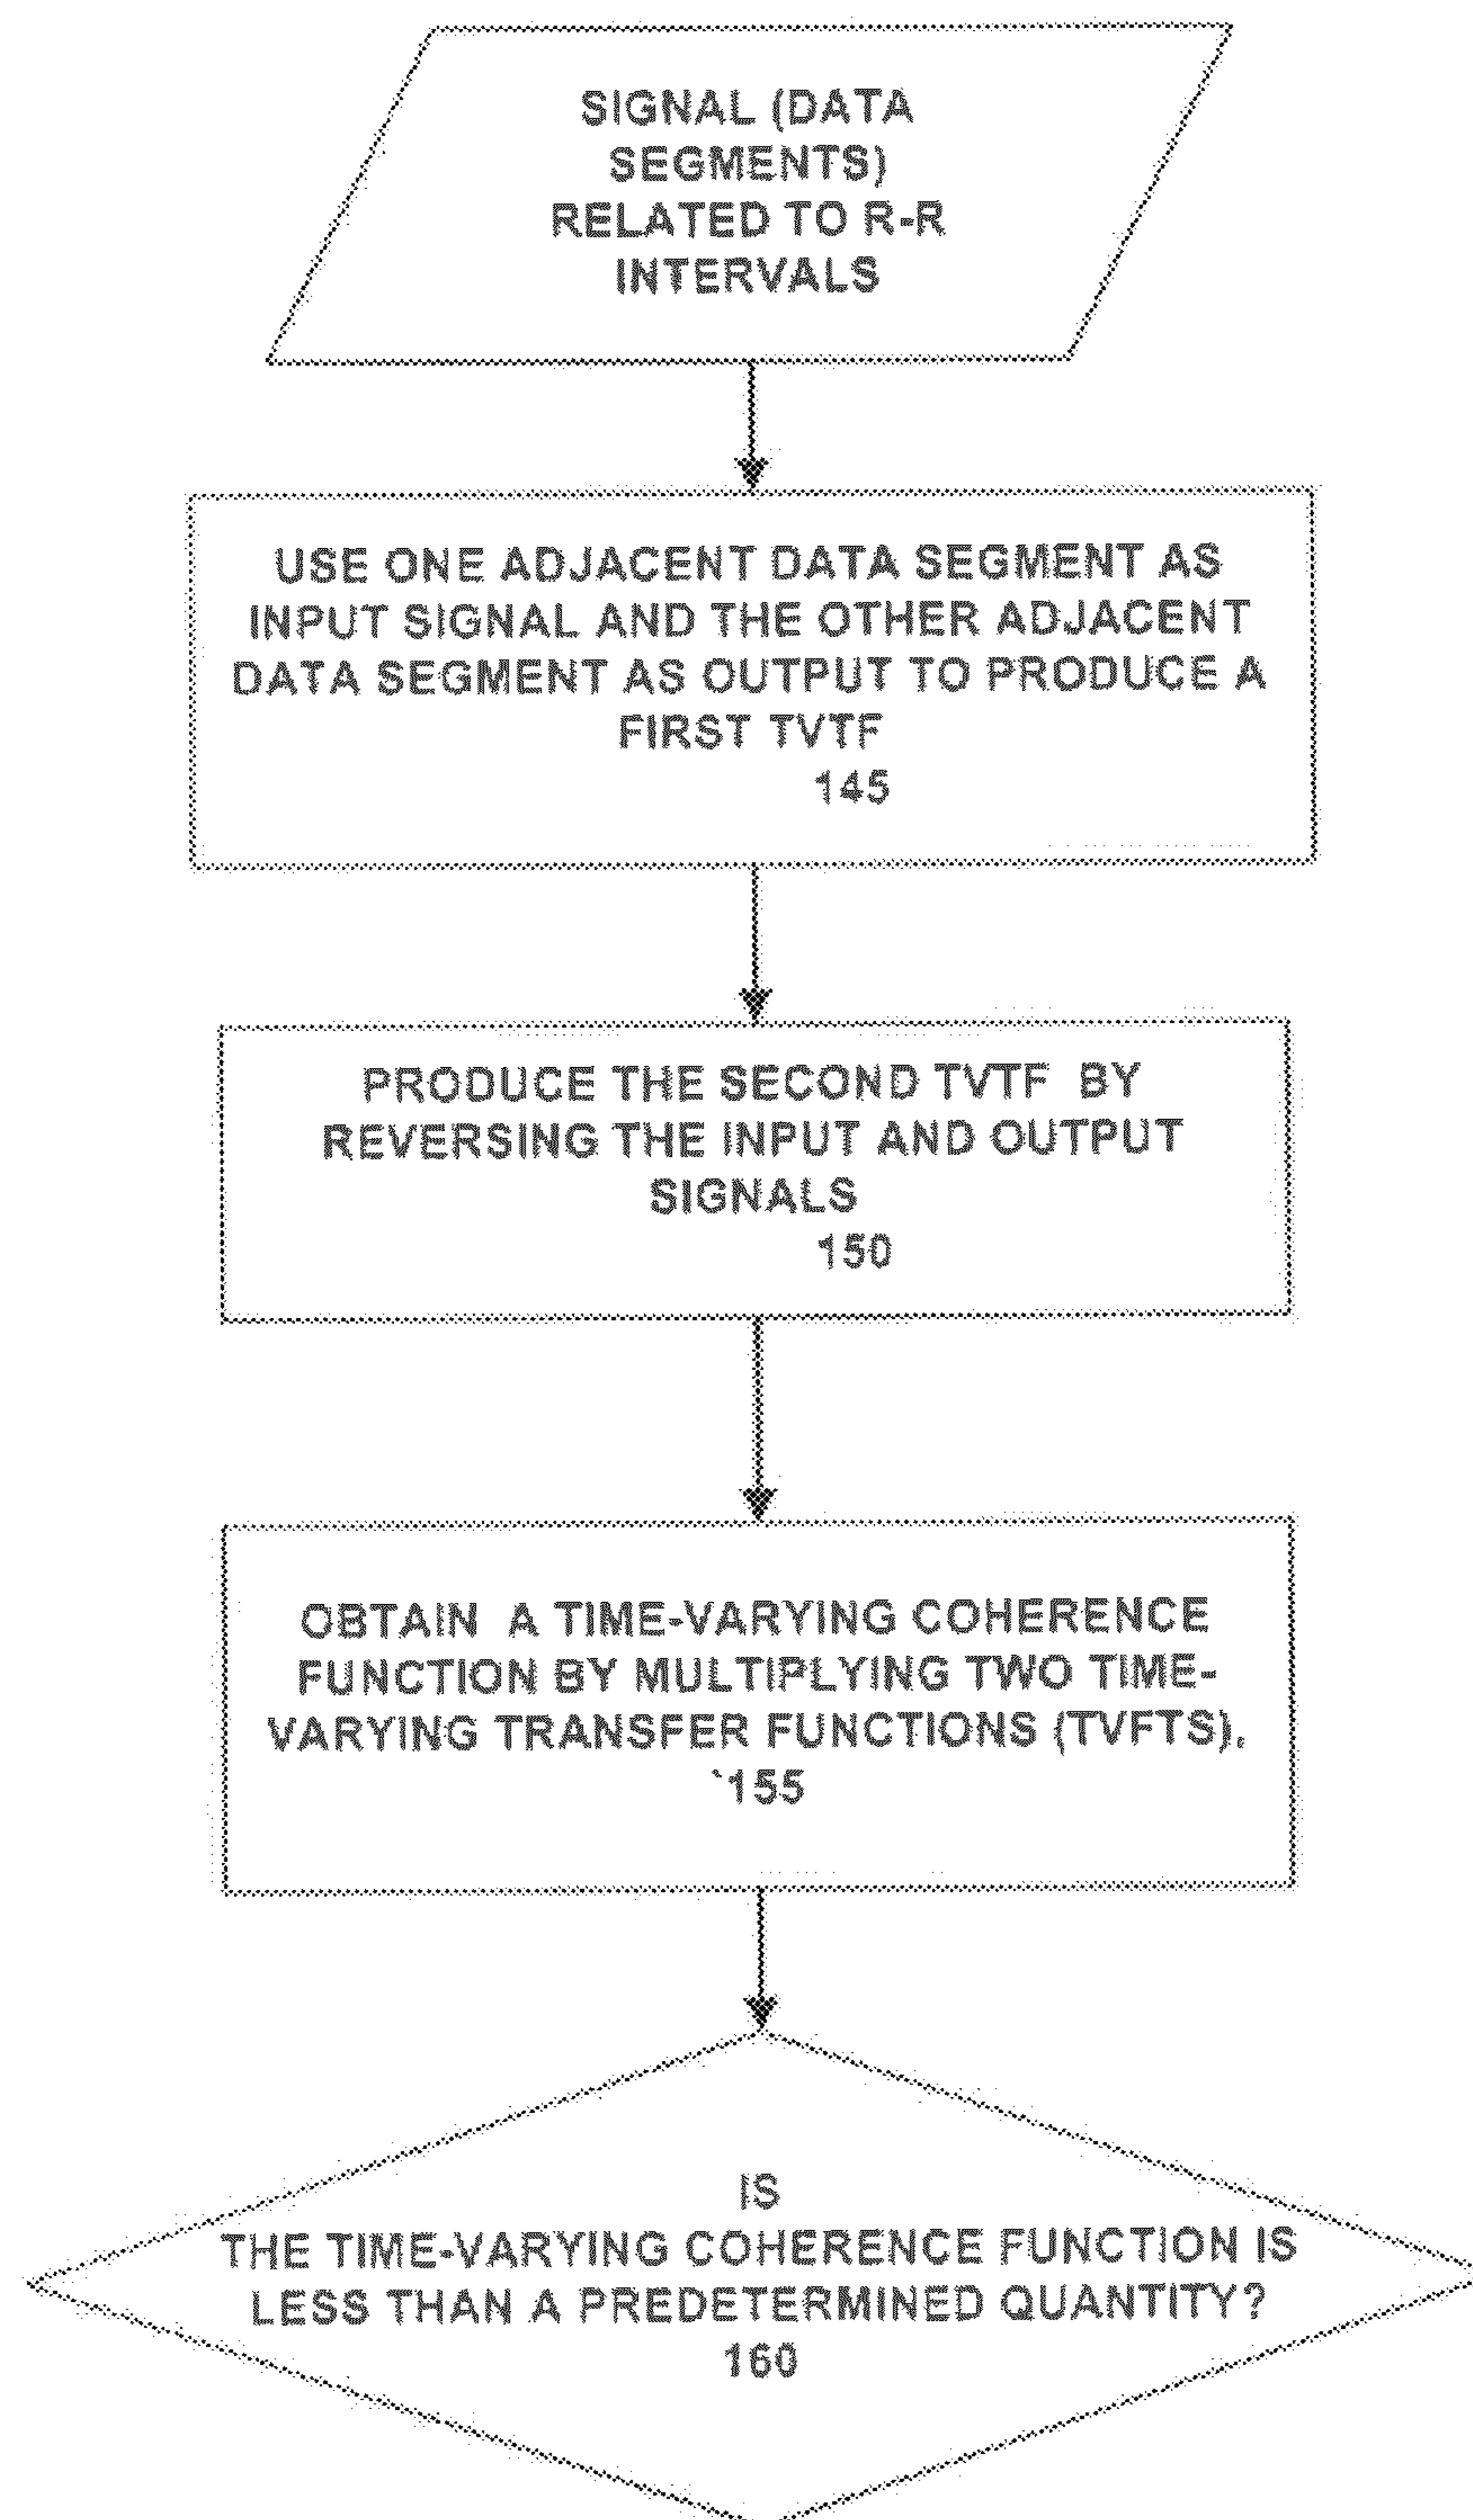 SIGNAL (DATA
SEGMENTS)
RELATED TO R-R
INTERVALS
USE ONE ADJACENT DATA SEGMENT AS
INPUT SIGNAL AND THE OTHER ADJACENT
DATA SEGMENT AS OUTPUT TO PRODUCE A
FIRST TVTF
145
PRODUCE THE SECOND TVTF BY
REVERSING THE INPUT AND OUTPUT
SIGNALS
150
OBTAIN A TIME-VARYING COHERENCE
FUNCTION BY MULTIPLYING TWO TIME-
VARYING TRANSFER FUNCTIONS (TVFTS),
`155
IS
THE TIME-VARYING COHERENCE FUNCTION IS
LESS THAN A PREDETERMINED QUANTITY?
160